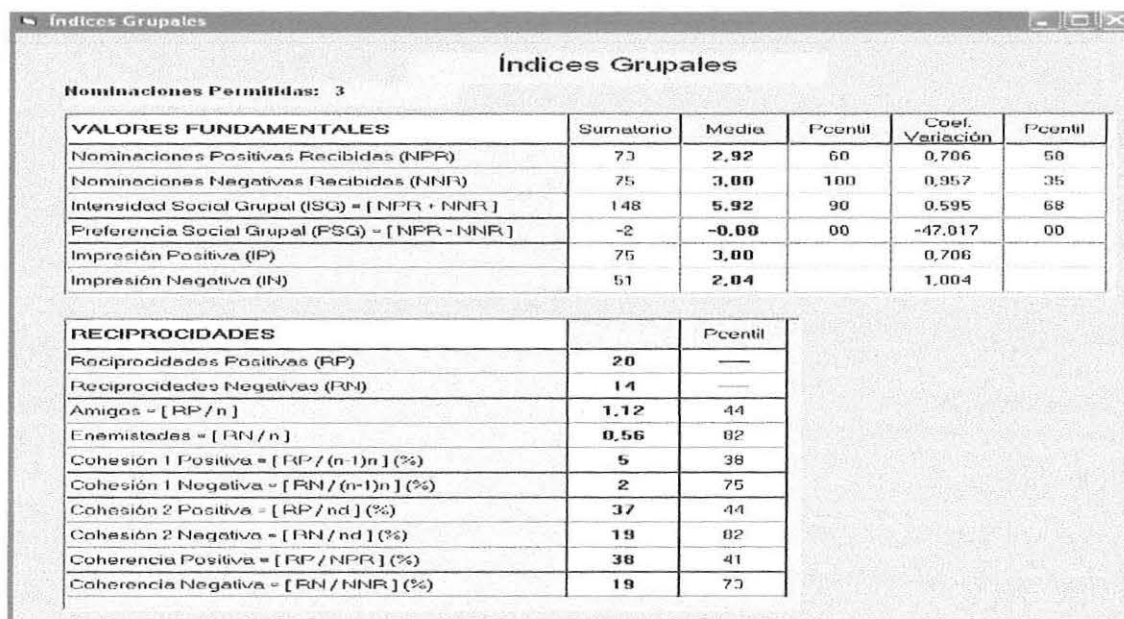 Índices Grupales
Índices Grupales
Nominaciones Permitidas: 3
VALORES FUNDAMENTALES Sumatorio Media Pcentil Coef. Variación Pcentil
Nominaciones Positivas Recibidas (NPR) 73 2,92 60 0,706 50
Nominaciones Negativas Recibidas (NNR) 75 3,00 100 0,957 35
Intensidad Social Grupal (ISG) = [ NPR + NNR ] 148 5,92 90 0,595 68
Preferencia Social Grupal (PSG) = [ NPR - NNR ] -2 -0,08 00 -47,017 00
Impresión Positiva (IP) 75 3,00 0,706
Impresión Negativa (IN) 51 2,04 1,004
RECIPROCIDADES Pcentil
Reciprocidades Positivas (RP) 28 ----
Reciprocidades Negativas (RN) 14 ----
Amigos = [ RP / n ] 1,12 44
Enemistades = [ RN / n ] 0,56 82
Cohesión 1 Positiva = [ RP / (n-1)n ] (%) 5 38
Cohesión 1 Negativa = [ RN / (n-1)n ] (%) 2 75
Cohesión 2 Positiva = [ RP / nd ] (%) 37 44
Cohesión 2 Negativa = [ RN / nd ] (%) 19 82
Coherencia Positiva = [ RP / NPR ] (%) 38 41
Coherencia Negativa = [ RN / NNR ] (%) 19 73